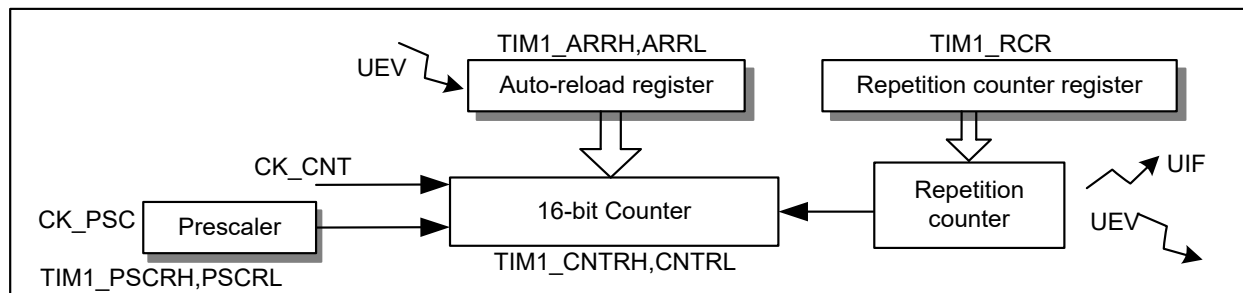 TIM1_ARRH,ARRL
TIM1_RCR
UEV
Auto-reload register
Repetition counter register
CK_CNT
UIF
16-bit Counter
Repetition
counter
CK_PSC
Prescaler
UEV
TIM1_PSCRH,PSCRL
TIM1_CNTRH,CNTRL